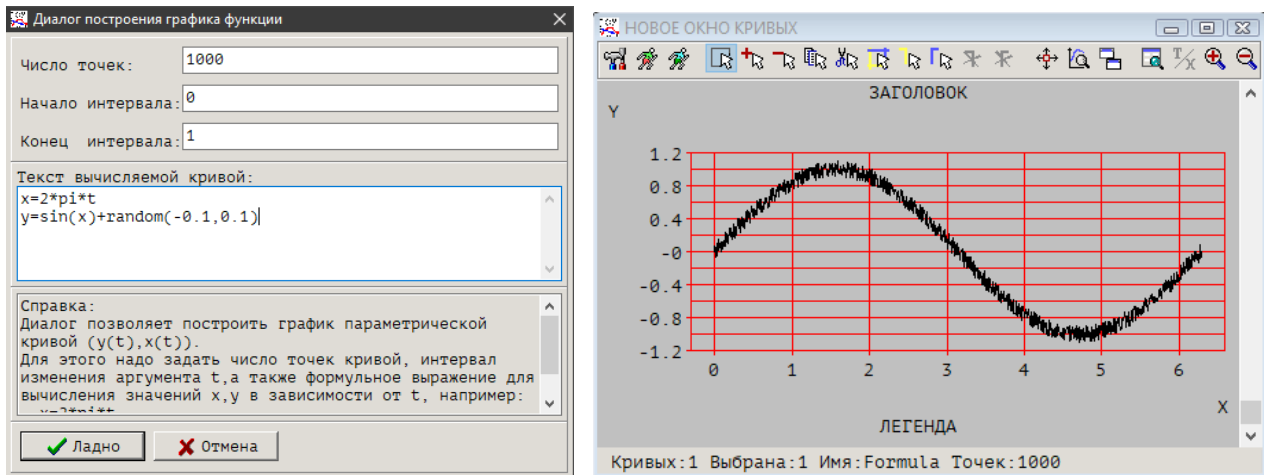 Диалог построения графика функции
Число точек: 1000
Начало интервала: 0
Конец интервала: 1
Текст вычисляемой кривой:
x=2*pi*t
y=sin(x)+random(-0.1,0.1)
Справка:
Диалог позволяет построить график параметрической
кривой (y(t),x(t)).
Для этого надо задать число точек кривой, интервал
изменения аргумента t,а также формульное выражение для
вычисления значений x,y в зависимости от t, например:
x=2*pi*t
Ладно
Отмена
НОВОЕ ОКНО КРИВЫХ
T/X
ЗАГОЛОВОК
Y
1.2
0.8
0.4
-0
-0.4
-0.8
-1.2
0 1 2 3 4 5 6
X
ЛЕГЕНДА
Кривых:1 Выбрана:1 Имя:Formula Точек:1000